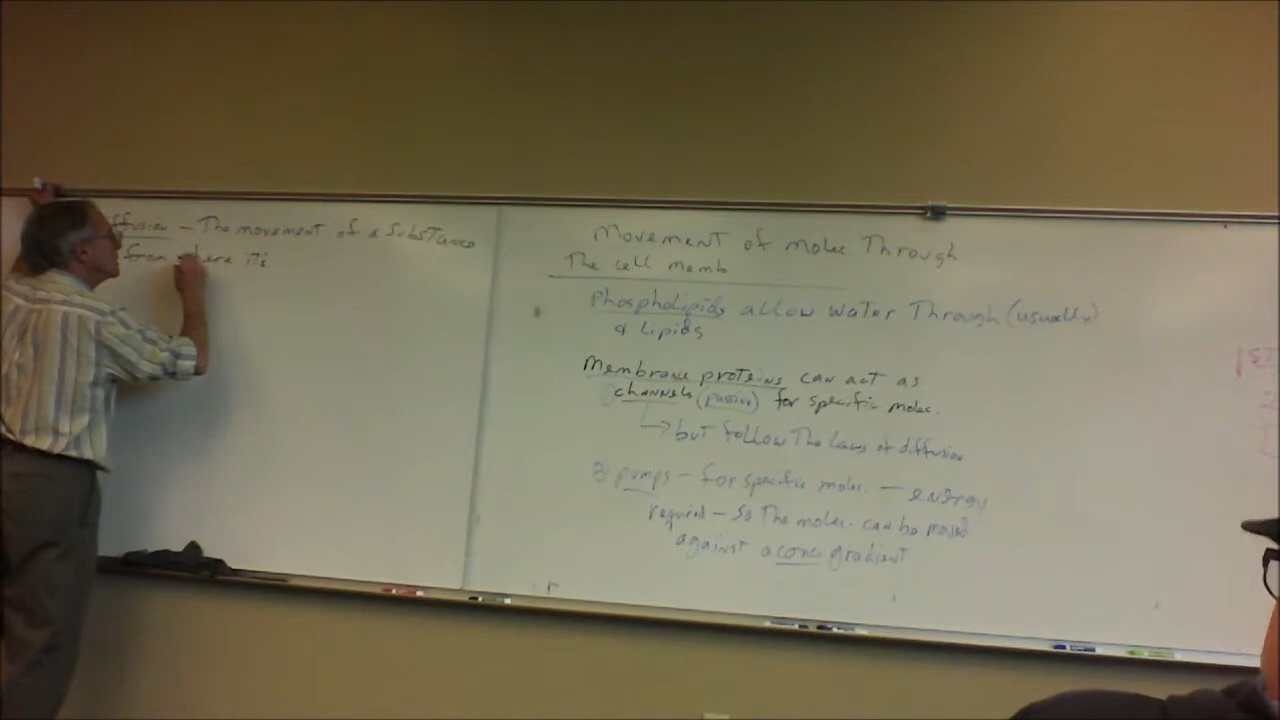 ffusion - The movement of a Substance
from where it's
Movement of molec Through
The cell memb
Phospholipids allow water Through (usually)
& Lipids
Membrane proteins can act as
channels (passive) for specific molec.
but follow The Laws of diffusion
pumps - for specific molec. - energy
required - So The molec. can be moved
against a conc gradient